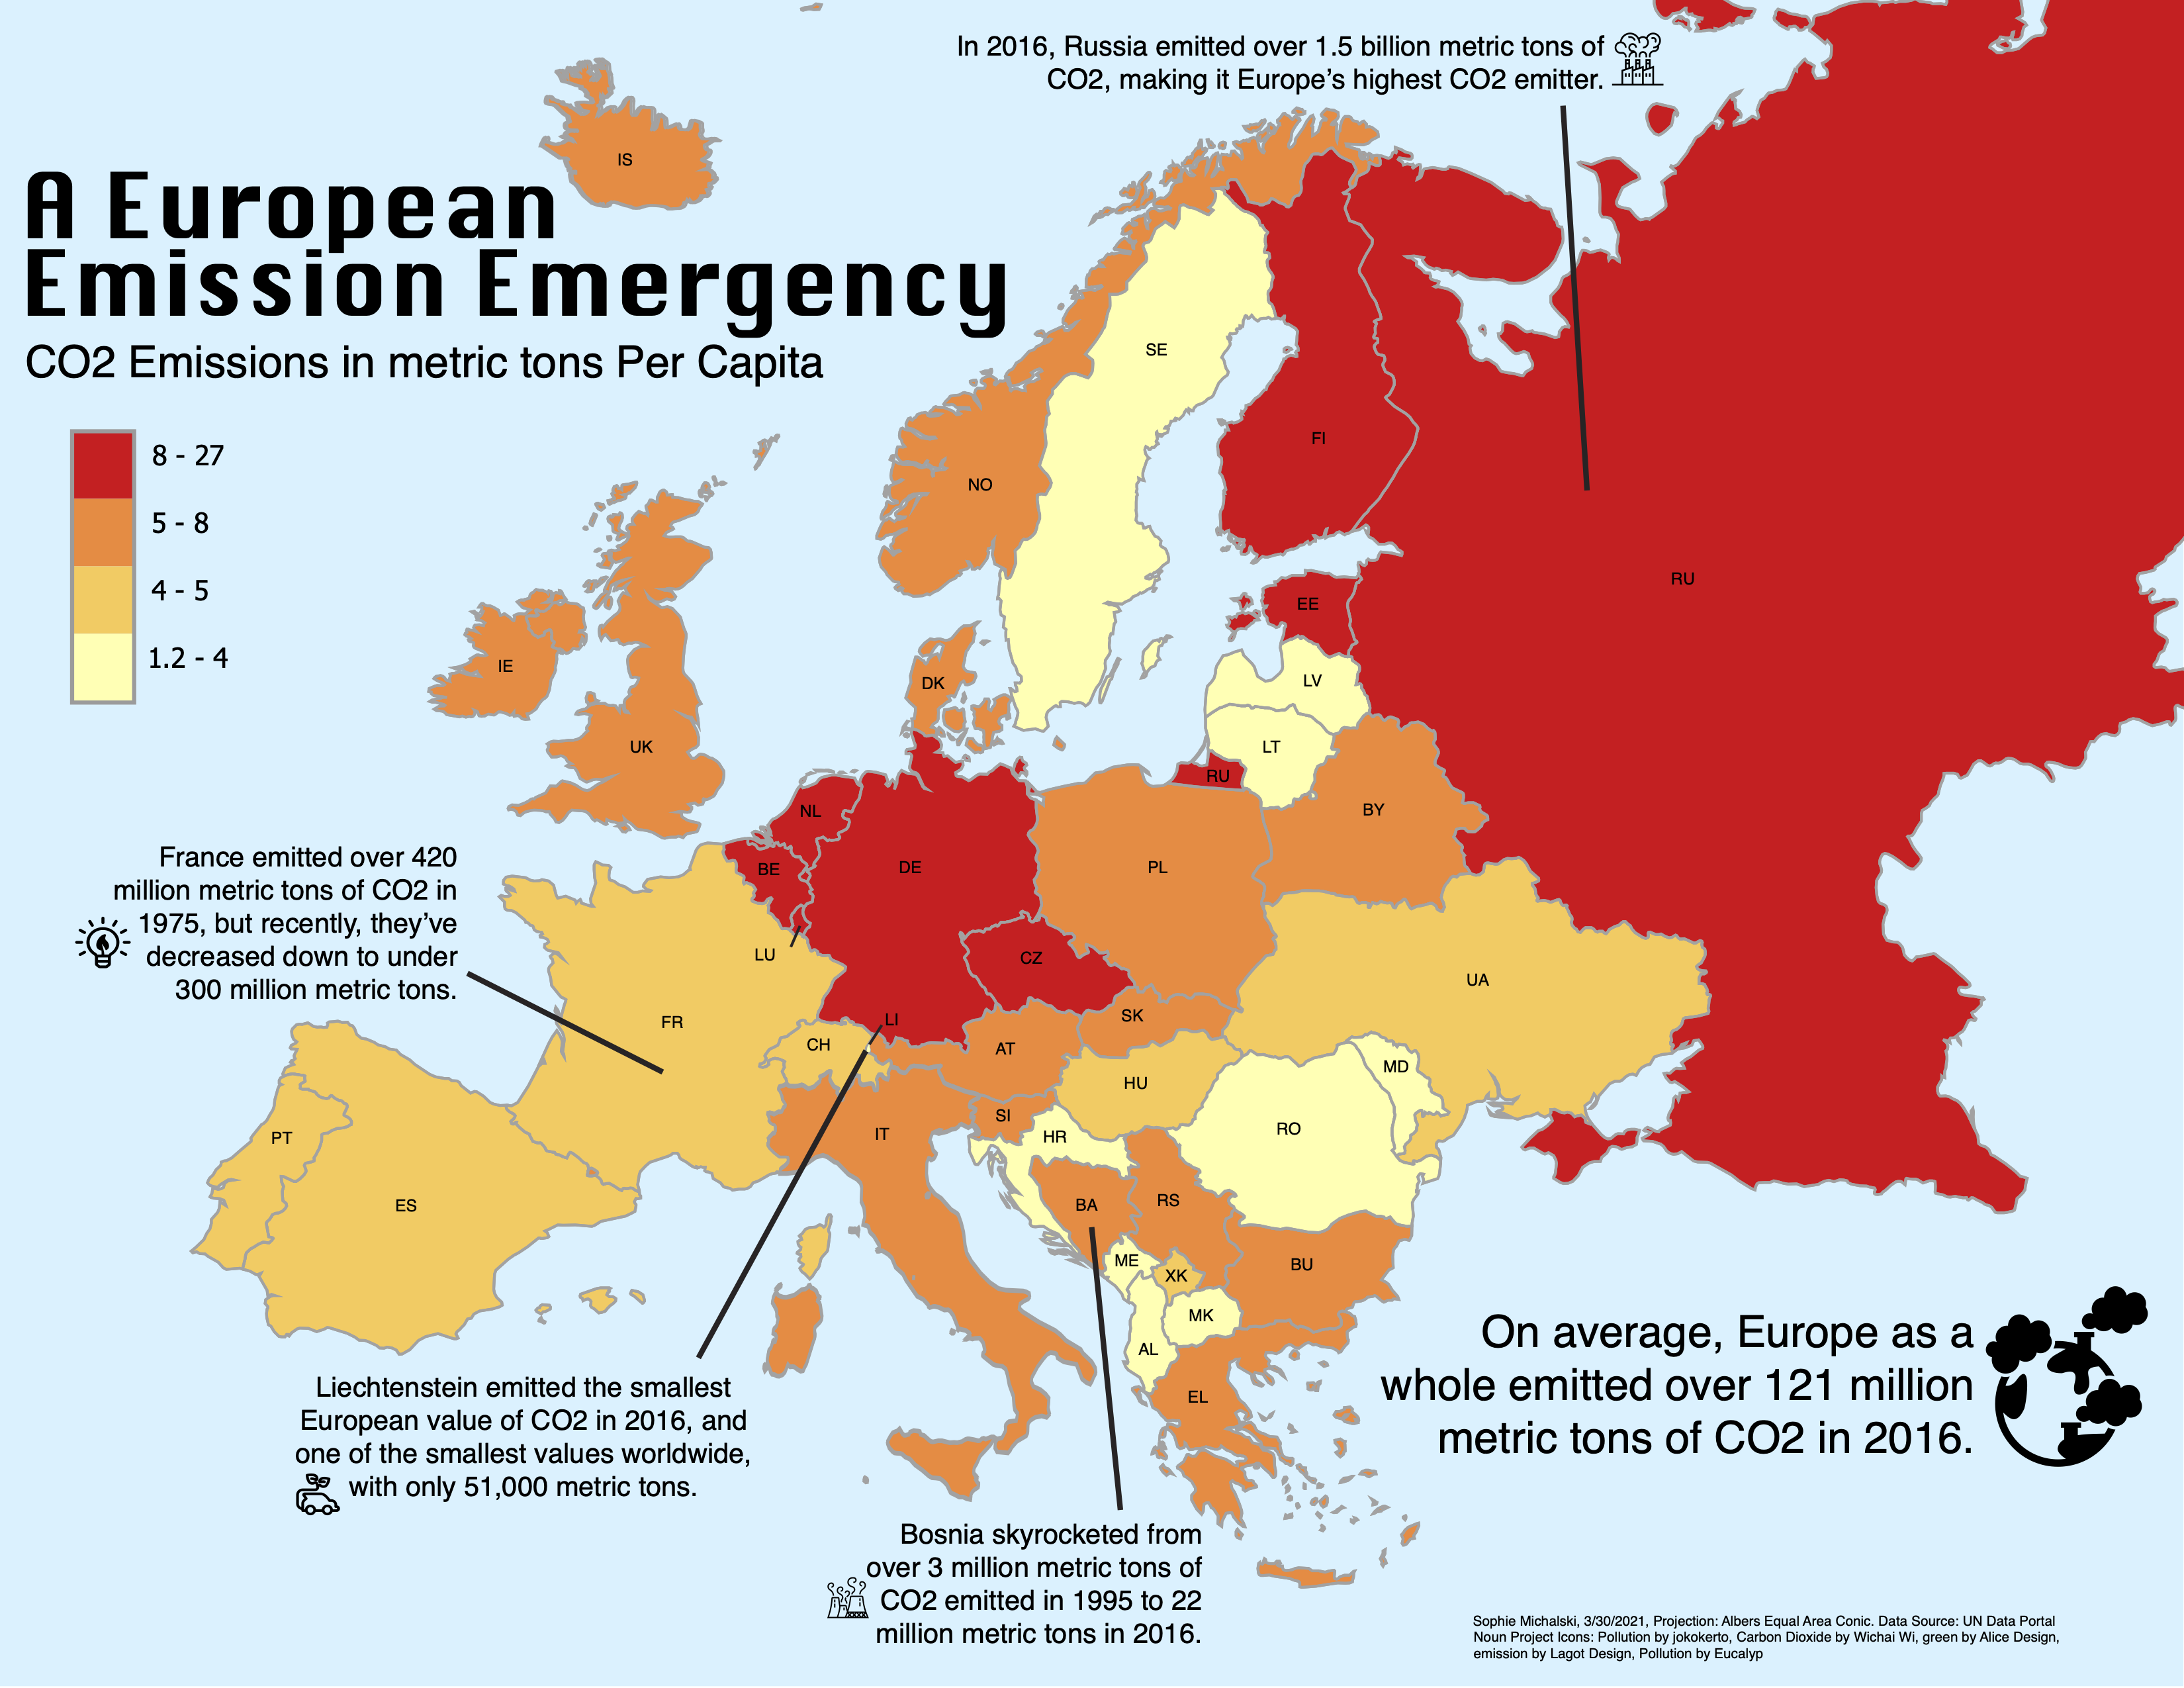 In 2016, Russia emitted over 1.5 billion metric tons of
CO2, making it Europe's highest CO2 emitter.
A European
Emission Emergency
CO2 Emissions in metric tons Per Capita
8 - 27
5 - 8
4 - 5
1.2 - 4
IS
SE
FI
NO
RU
EE
IE
LV
DK
UK
LT
RU
NL
BY
BE
DE
PL
France emitted over 420
million metric tons of CO2 in
1975, but recently, they've
decreased down to under
300 million metric tons.
LU
CZ
UA
FR
LI
SK
CH
AT
MD
HU
PT
SI
IT
HR
RO
ES
BA
RS
ME
XK
BU
MK
AL
EL
On average, Europe as a
whole emitted over 121 million
metric tons of CO2 in 2016.
Liechtenstein emitted the smallest
European value of CO2 in 2016, and
one of the smallest values worldwide,
with only 51,000 metric tons.
Bosnia skyrocketed from
over 3 million metric tons of
CO2 emitted in 1995 to 22
million metric tons in 2016.
Sophie Michalski, 3/30/2021, Projection: Albers Equal Area Conic. Data Source: UN Data Portal
Noun Project Icons: Pollution by jokokerto, Carbon Dioxide by Wichai Wi, green by Alice Design,
emission by Lagot Design, Pollution by Eucalyp